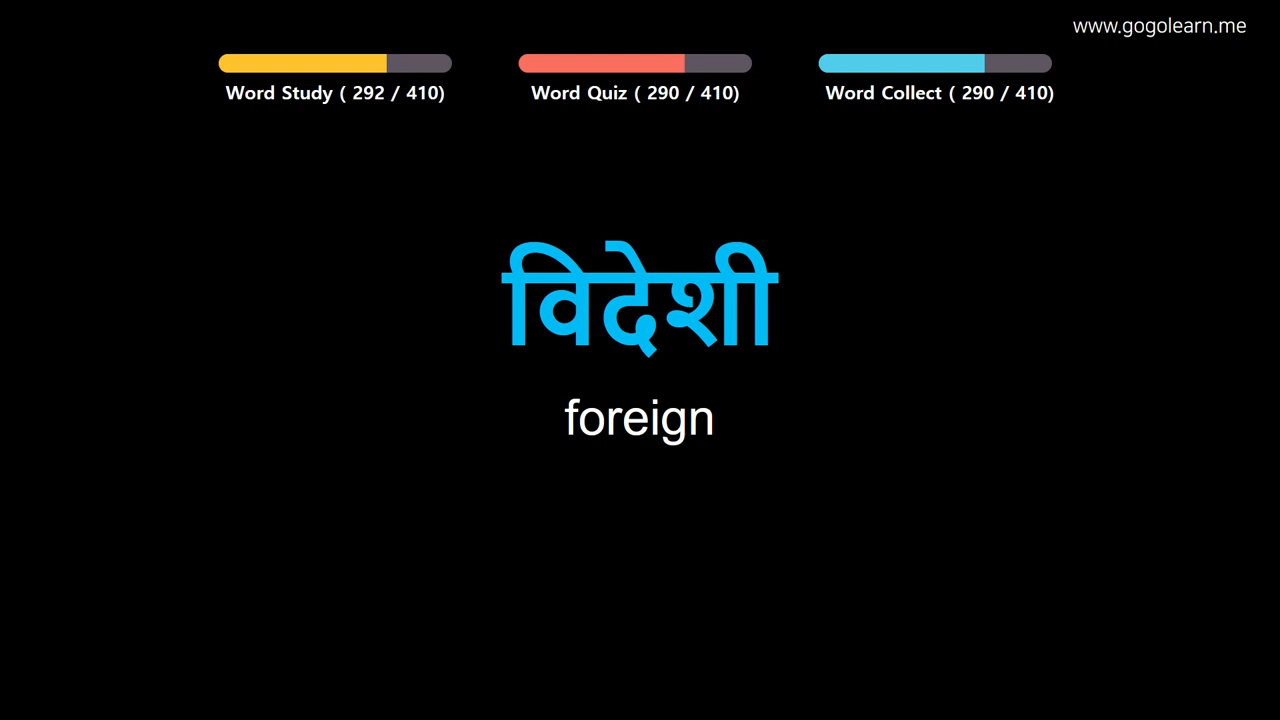 www.gogolearn.me
Word Study ( 292 / 410)
Word Quiz ( 290 / 410)
Word Collect ( 290 / 410)
विदेशी
foreign